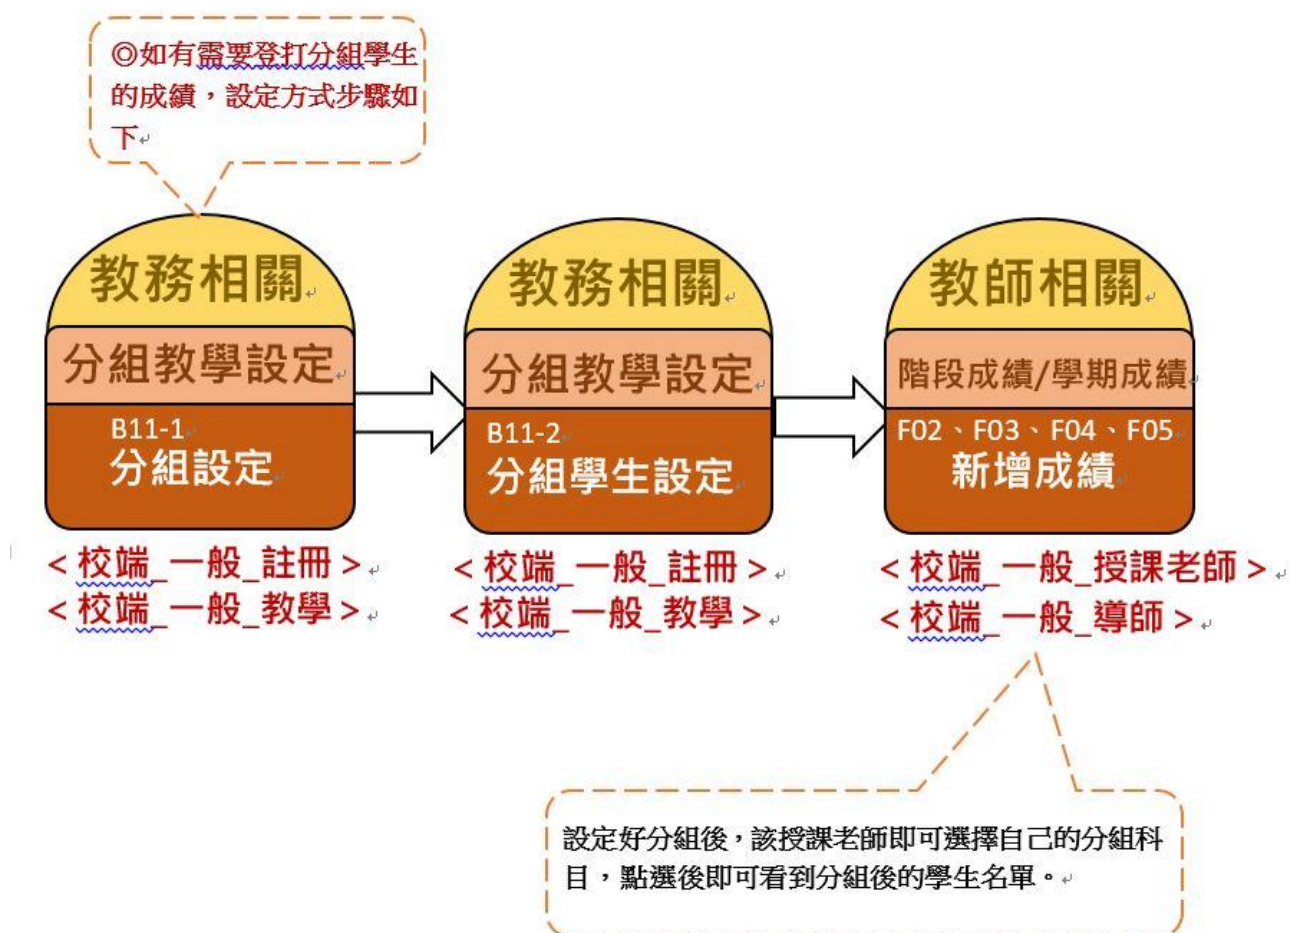 ◎如有需要登打分組學生
的成績，設定方式步驟如
下
教務相關
分組教學設定
B11-1
分組設定
<校端_一般_註冊>
<校端_一般_教學>
教務相關
分組教學設定
B11-2
分組學生設定
<校端_一般_註冊>
<校端_一般_教學>
教師相關
階段成績/學期成績
F02、F03、F04、F05
新增成績
<校端_一般_授課老師>
<校端_一般_導師>
設定好分組後，該授課老師即可選擇自己的分組科
目，點選後即可看到分組後的學生名單。